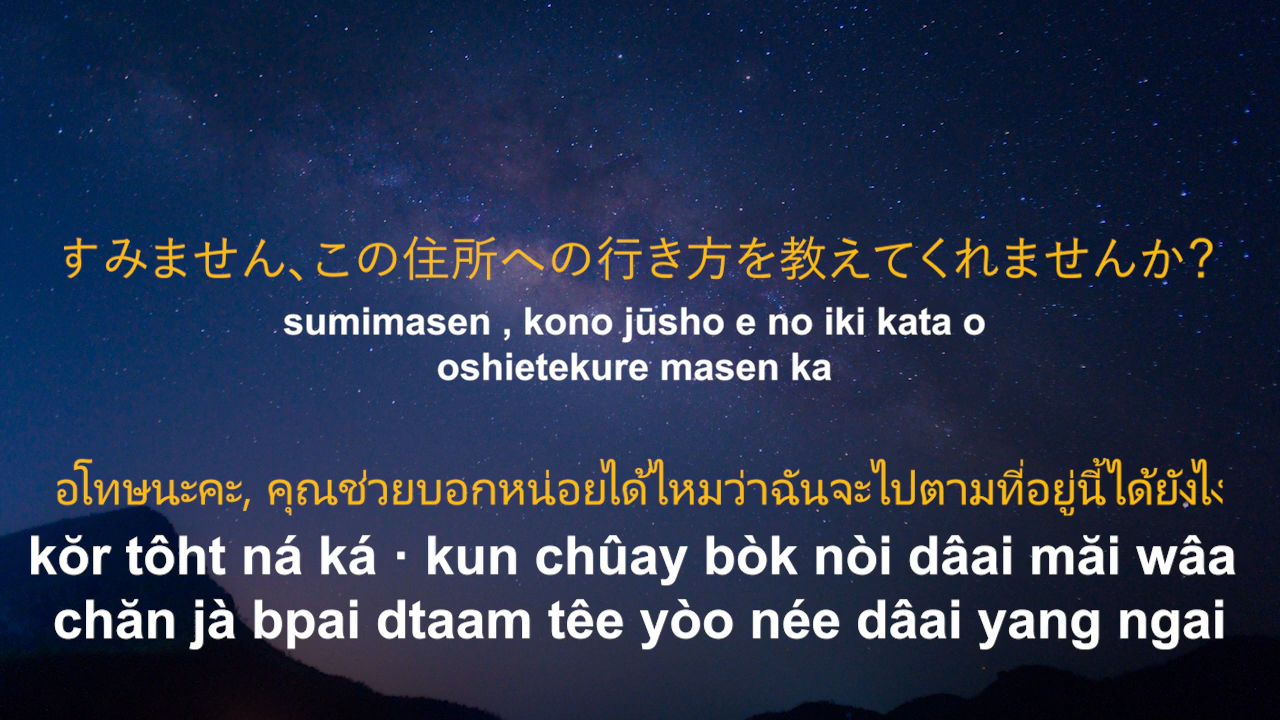 すみません、この住所への行き方を教えてくれませんか？
sumimasen , kono jūsho e no iki kata o
oshietekure masen ka
อโทษนะคะ, คุณช่วยบอกหน่อยได้ไหมว่าฉันจะไปตามที่อยู่นี้ได้ยังไ
kŏr tôht ná ká · kun chûay bòk nòi dâai măi wâa
chăn jà bpai dtaam têe yòo née dâai yang ngai